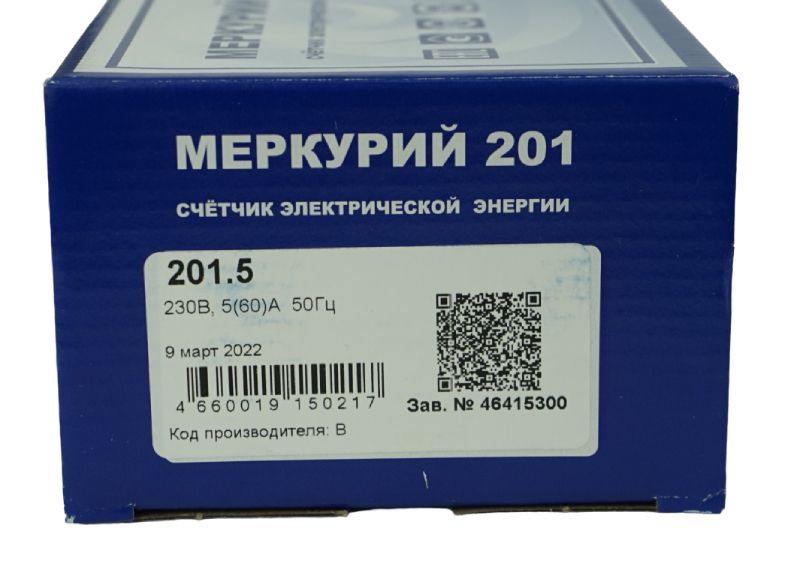 МЕРКУРИЙ
МЕРКУРИЙ 201
СЧЁТЧИК ЭЛЕКТРИЧЕСКОЙ ЭНЕРГИИ
201.5
230В, 5(60)А 50Гц
9 март 2022
4 660019 150217
Зав. № 46415300
Код производителя: В